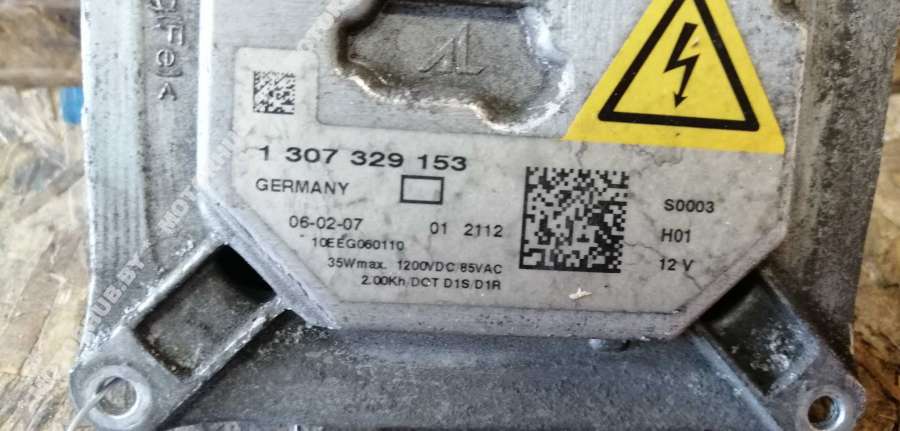 1 307 329 153
GERMANY
06-02-07 01 2112
10EEG060110
35Wmax. 1200VDC/85VAC
2.00Kh/DOT D1S/D1R
S0003
H01
12 V